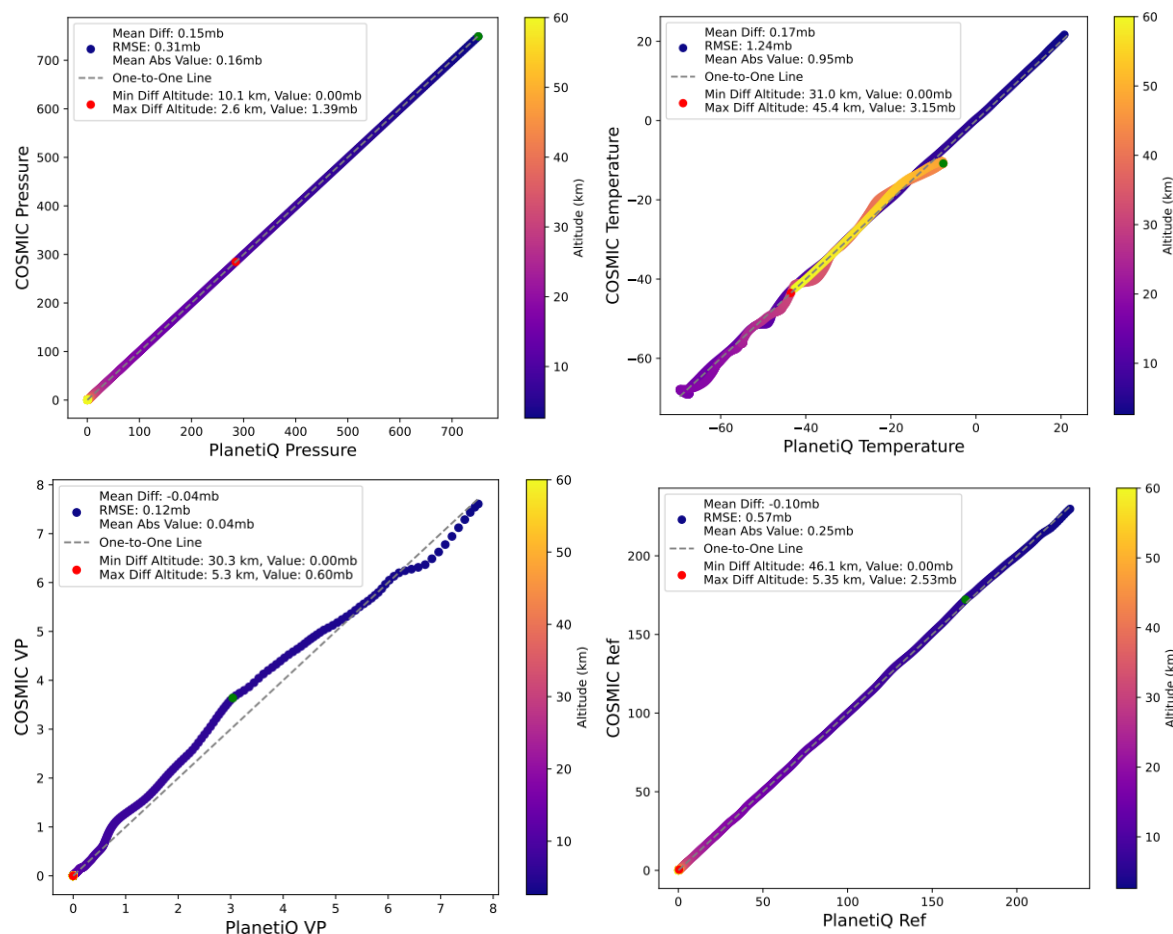 Mean Diff: 0.15mb
RMSE: 0.31mb
Mean Abs Value: 0.16mb
One-to-One Line
Min Diff Altitude: 10.1 km, Value: 0.00mb
Max Diff Altitude: 2.6 km, Value: 1.39mb
COSMIC Pressure
700
600
500
400
300
200
100
0
0
100
200
300
400
500
600
700
PlanetiQ Pressure
60
50
40
30
20
10
Altitude (km)
Mean Diff: 0.17mb
RMSE: 1.24mb
Mean Abs Value: 0.95mb
One-to-One Line
Min Diff Altitude: 31.0 km, Value: 0.00mb
Max Diff Altitude: 45.4 km, Value: 3.15mb
COSMIC Temperature
20
0
−20
−40
−60
−60
−40
−20
0
20
PlanetiQ Temperature
60
50
40
30
20
10
Altitude (km)
Mean Diff: -0.04mb
RMSE: 0.12mb
Mean Abs Value: 0.04mb
One-to-One Line
Min Diff Altitude: 30.3 km, Value: 0.00mb
Max Diff Altitude: 5.3 km, Value: 0.60mb
COSMIC VP
8
7
6
5
4
3
2
1
0
0
1
2
3
4
5
6
7
8
PlanetiQ VP
60
50
40
30
20
10
Altitude (km)
Mean Diff: -0.10mb
RMSE: 0.57mb
Mean Abs Value: 0.25mb
One-to-One Line
Min Diff Altitude: 46.1 km, Value: 0.00mb
Max Diff Altitude: 5.35 km, Value: 2.53mb
COSMIC Ref
200
150
100
50
0
0
50
100
150
200
PlanetiQ Ref
60
50
40
30
20
10
Altitude (km)